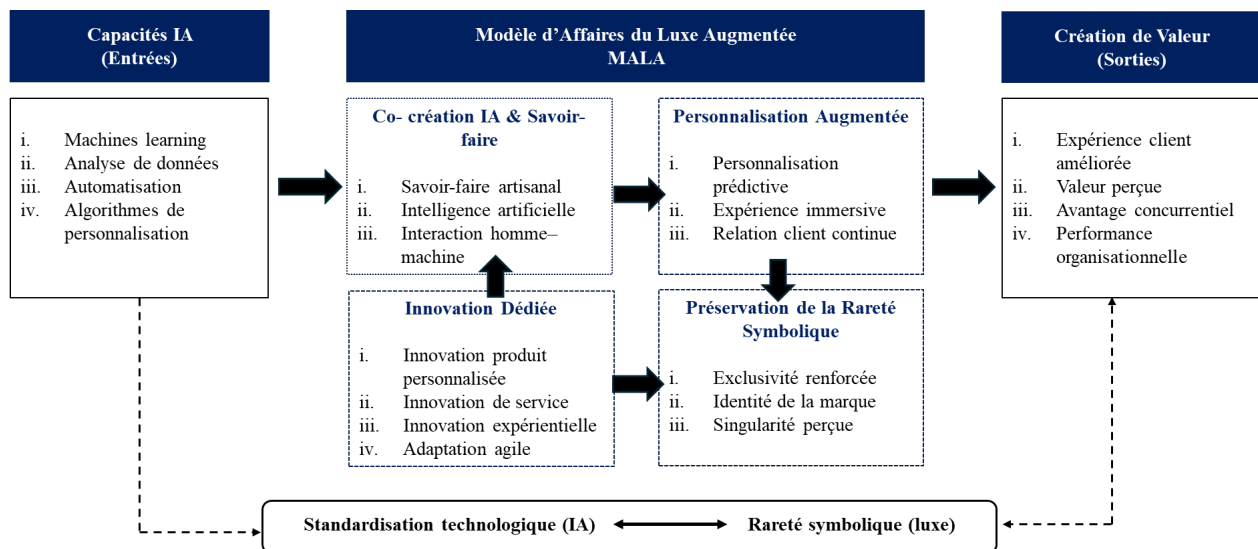 Capacités IA
(Entrées)
Modèle d'Affaires du Luxe Augmentée
MALA
Création de Valeur
(Sorties)
i. Machines learning
ii. Analyse de données
iii. Automatisation
iv. Algorithmes de
personnalisation
Co- création IA & Savoir-
faire
i. Savoir-faire artisanal
ii. Intelligence artificielle
iii. Interaction homme–
machine
Personnalisation Augmentée
i. Personalisation
prédictive
ii. Expérience immersive
iii. Relation client continue
i. Expérience client
améliorée
ii. Valeur perçue
iii. Avantage concurrentiel
iv. Performance
organisationnelle
Innovation Dédiée
i. Innovation produit
personnalisée
ii. Innovation de service
iii. Innovation expérientielle
iv. Adaptation agile
Préservation de la Rareté
Symbolique
i. Exclusivité renforcée
ii. Identité de la marque
iii. Singularité perçue
Standardisation technologique (IA)
Rareté symbolique (luxe)